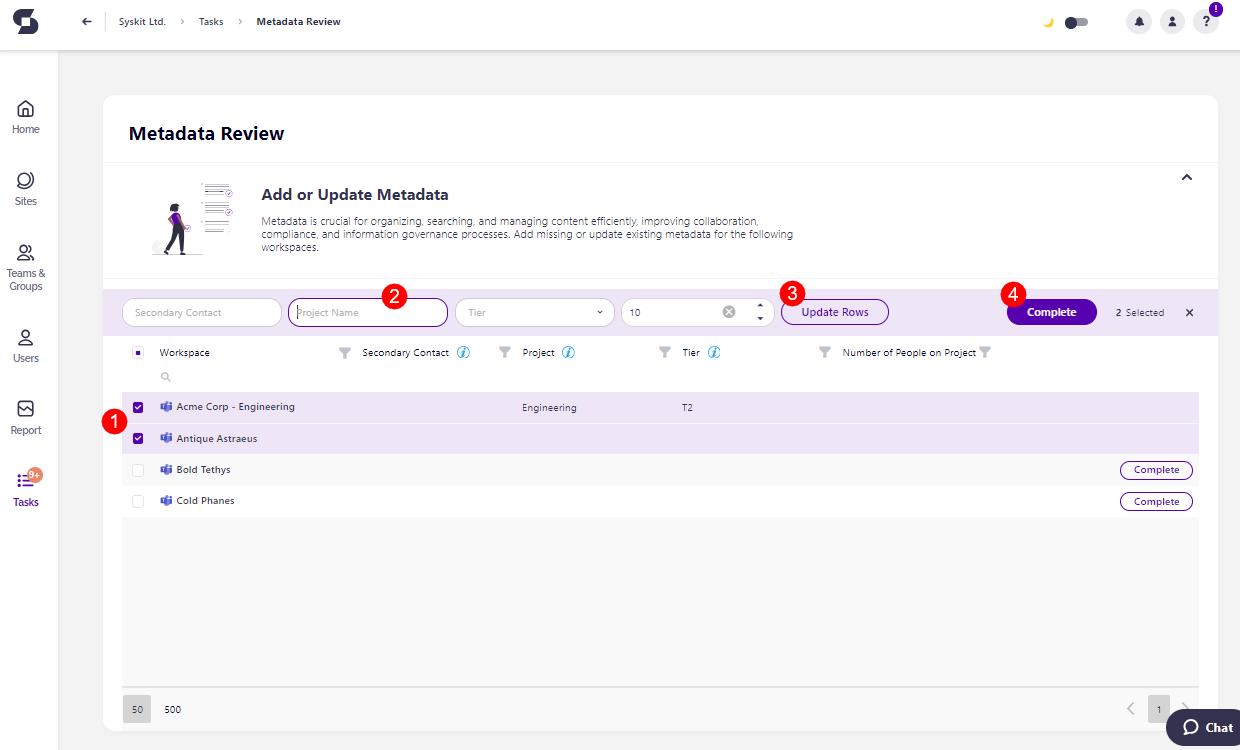 Syskit Ltd. > Tasks > Metadata Review
!
?
Home
Sites
Teams &
Groups
Users
Report
9+
Tasks
Metadata Review
Add or Update Metadata
Metadata is crucial for organizing, searching, and managing content efficiently, improving collaboration,
compliance, and information governance processes. Add missing or update existing metadata for the following
workspaces.
2 3 4
Secondary Contact Project Name Tier 10 Update Rows Complete 2 Selected
Workspace Secondary Contact i Project i Tier i Number of People on Project
1
Acme Corp - Engineering Engineering T2
Antique Astraeus
Bold Tethys Complete
Cold Phanes Complete
50 500 1
Chat